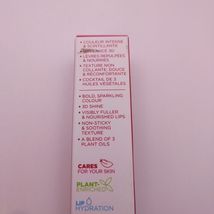 • COULEUR INTENSE
& SCINTILLANTE
BRILLANCE 3D
• LÈVRES REPULPÉES
& NOURRIES
• TEXTURE NON
COLLANTE, DOUCE
& RÉCONFORTANTE
• COCKTAIL DE 3
HUILES VÉGÉTALES
• BOLD, SPARKLING
COLOUR
• 3D SHINE
• VISIBLY FULLER
& NOURISHED LIPS
• NON-STICKY
& SOOTHING
TEXTURE
• A BLEND OF 3
PLANT OILS
CARES
FOR YOUR SKIN
PLANT-
ENRICHED
LIP
HYDRATION